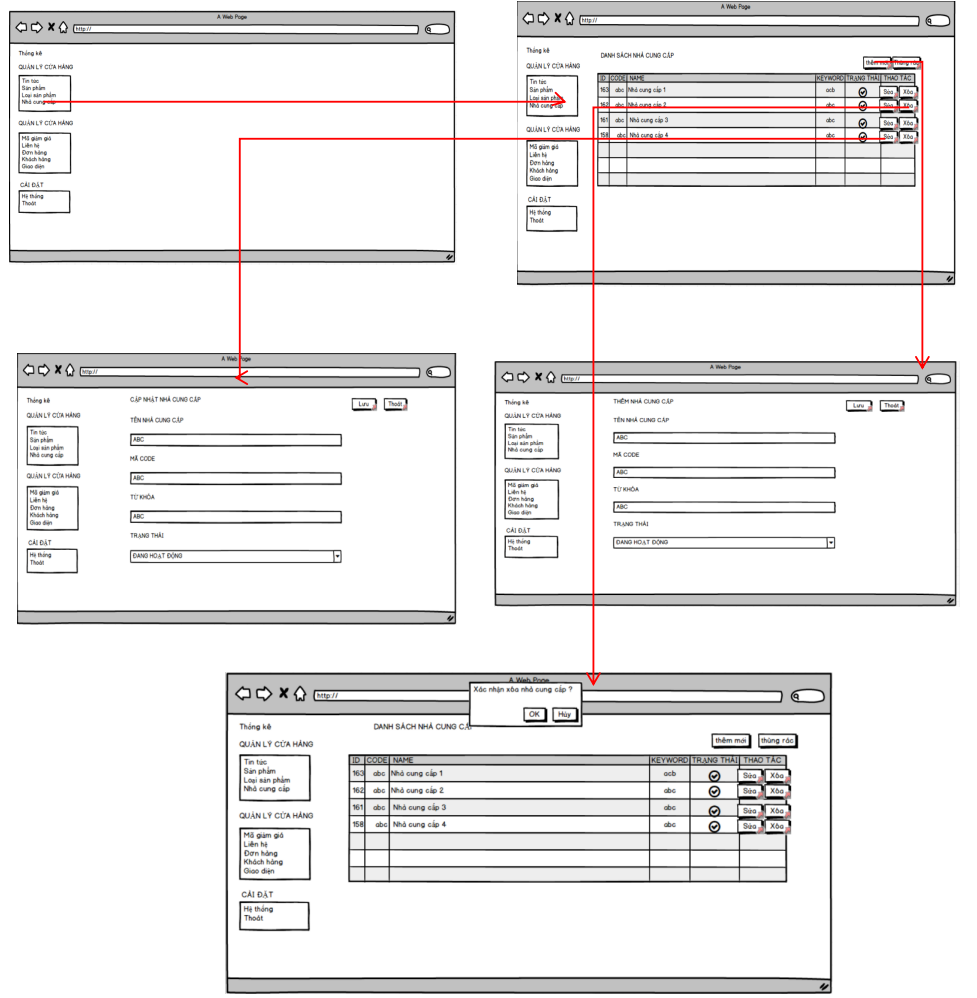 A Web Page
http://
Thống kê
QUẢN LÝ CỬA HÀNG
Tin tức
Sản phẩm
Loại sản phẩm
Nhà cung cấp
QUẢN LÝ CỬA HÀNG
Mã giảm giá
Liên hệ
Đơn hàng
Khách hàng
Giao diện
CÀI ĐẶT
Hệ thống
Thoát
A Web Page
http://
Thống kê
DANH SÁCH NHÀ CUNG CẤP
thêm mới thùng rác
QUẢN LÝ CỬA HÀNG
Tin tức
Sản phẩm
Loại sản phẩm
Nhà cung cấp
ID CODE NAME KEYWORD TRẠNG THÁI THAO TÁC
163 abc Nhà cung cấp 1 acb Sửa Xóa
162 abc Nhà cung cấp 2 abc Sửa Xóa
161 abc Nhà cung cấp 3 abc Sửa Xóa
158 abc Nhà cung cấp 4 abc Sửa Xóa
QUẢN LÝ CỬA HÀNG
Mã giảm giá
Liên hệ
Đơn hàng
Khách hàng
Giao diện
CÀI ĐẶT
Hệ thống
Thoát
A Web Page
http://
Thống kê
CẬP NHẬT NHÀ CUNG CẤP
Lưu Thoát
QUẢN LÝ CỬA HÀNG
Tin tức
Sản phẩm
Loại sản phẩm
Nhà cung cấp
QUẢN LÝ CỬA HÀNG
Mã giảm giá
Liên hệ
Đơn hàng
Khách hàng
Giao diện
CÀI ĐẶT
Hệ thống
Thoát
TÊN NHÀ CUNG CẤP
ABC
MÃ CODE
ABC
TỪ KHÓA
ABC
TRẠNG THÁI
ĐANG HOẠT ĐỘNG
A Web Page
http://
Thống kê
THÊM NHÀ CUNG CẤP
Lưu Thoát
QUẢN LÝ CỬA HÀNG
Tin tức
Sản phẩm
Loại sản phẩm
Nhà cung cấp
QUẢN LÝ CỬA HÀNG
Mã giảm giá
Liên hệ
Đơn hàng
Khách hàng
Giao diện
CÀI ĐẶT
Hệ thống
Thoát
TÊN NHÀ CUNG CẤP
ABC
MÃ CODE
ABC
TỪ KHÓA
ABC
TRẠNG THÁI
ĐANG HOẠT ĐỘNG
A Web Page
http://
Xác nhận xóa nhà cung cấp ?
OK Hủy
Thống kê
DANH SÁCH NHÀ CUNG CẤP
thêm mới thùng rác
QUẢN LÝ CỬA HÀNG
Tin tức
Sản phẩm
Loại sản phẩm
Nhà cung cấp
ID CODE NAME KEYWORD TRẠNG THÁI THAO TÁC
163 abc Nhà cung cấp 1 acb Sửa Xóa
162 abc Nhà cung cấp 2 abc Sửa Xóa
161 abc Nhà cung cấp 3 abc Sửa Xóa
158 abc Nhà cung cấp 4 abc Sửa Xóa
QUẢN LÝ CỬA HÀNG
Mã giảm giá
Liên hệ
Đơn hàng
Khách hàng
Giao diện
CÀI ĐẶT
Hệ thống
Thoát